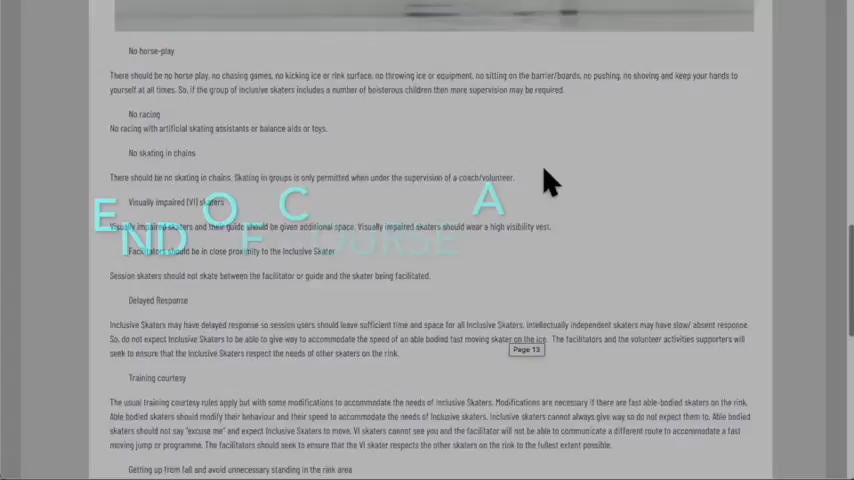 No horse-play
There should be no horse play, no chasing games, no kicking ice or rink surface, no throwing ice or equipment, no sitting on the barrier/boards, no pushing, no shoving and keep your hands to
yourself at all times. So, if the group of inclusive skaters includes a number of boisterous children then more supervision may be required.
No racing
No racing with artificial skating assistants or balance aids or toys.
No skating in chains
There should be no skating in chains. Skating in groups is only permitted when under the supervision of a coach/volunteer.
Visually impaired (VI) skaters
END OF COURSE A
Visually impaired skaters and their guide should be given additional space. Visually impaired skaters should wear a high visibility vest.
Facilitators should be in close proximity to the Inclusive Skater
Session skaters should not skate between the facilitator or guide and the skater being facilitated.
Delayed Response
Inclusive Skaters may have delayed response so session users should leave sufficient time and space for all Inclusive Skaters. Intellectually independent skaters may have slow/ absent response.
So, do not expect Inclusive Skaters to be able to give way to accommodate the speed of an able bodied fast moving skater on the ice. The facilitators and the volunteer activities supporters will
Page 13
seek to ensure that the Inclusive Skaters respect the needs of other skaters on the rink.
Training courtesy
The usual training courtesy rules apply but with some modifications to accommodate the needs of Inclusive Skaters. Modifications are necessary if there are fast able-bodied skaters on the rink.
Able bodied skaters should modify their behaviour and their speed to accommodate the needs of Inclusive skaters. Inclusive skaters cannot always give way so do not expect them to. Able bodied
skaters should not say "excuse me" and expect Inclusive Skaters to move. VI skaters cannot see you and the facilitator will not be able to communicate a different route to accommodate a fast
moving jump or programme. The facilitators should seek to ensure that the VI skater respects the other skaters on the rink to the fullest extent possible.
Getting up from fall and avoid unnecessary standing in the rink area